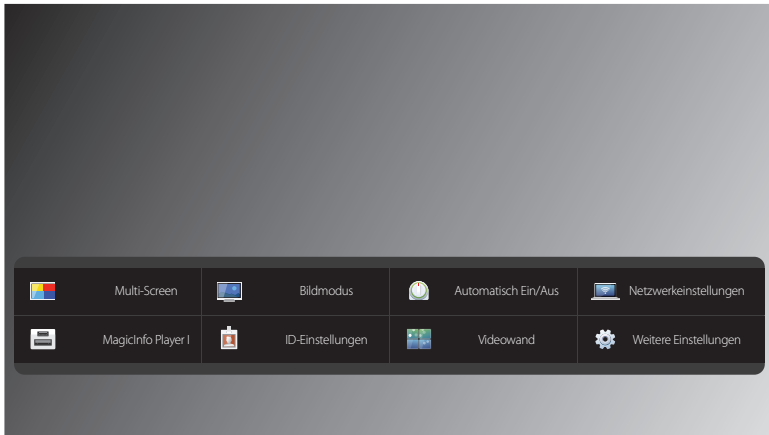 Multi-Screen
Bildmodus
Automatisch Ein/Aus
Netzwerkeinstellungen
MagicInfo Player I
ID-Einstellungen
Videowand
Weitere Einstellungen